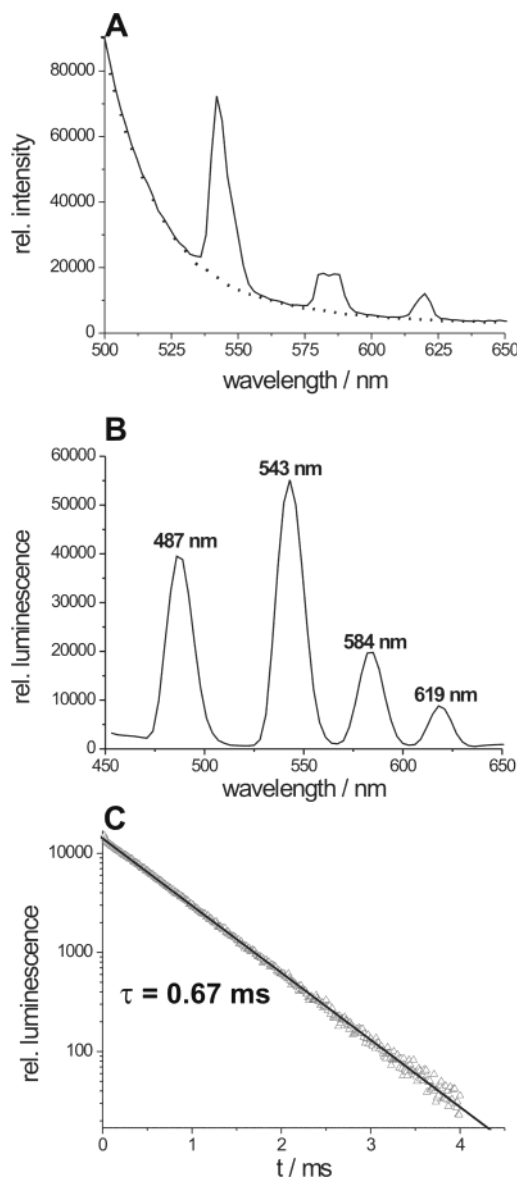 A
80000
60000
40000
20000
0
rel. intensity
500 525 550 575 600 625 650
wavelength / nm
B
60000
50000
40000
30000
20000
10000
0
rel. luminescence
487 nm
543 nm
584 nm
619 nm
450 500 550 600 650
wavelength / nm
C
10000
1000
100
rel. luminescence
τ = 0.67 ms
0 1 2 3 4
t / ms